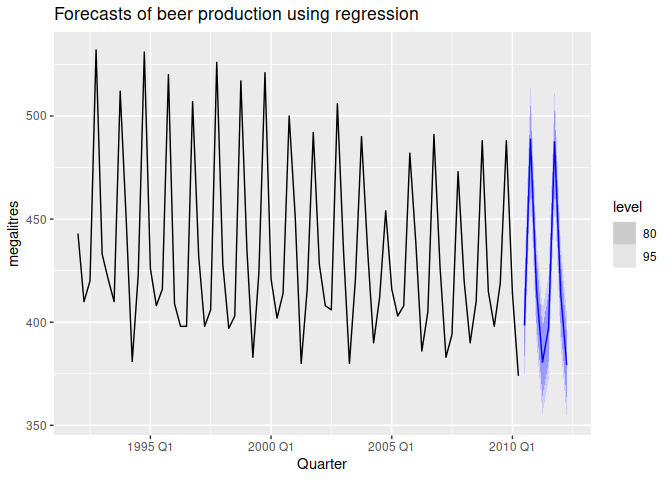 Forecasts of beer production using regression
megalitres
500
450
400
350
1995 Q1
2000 Q1
2005 Q1
2010 Q1
Quarter
level
80
95